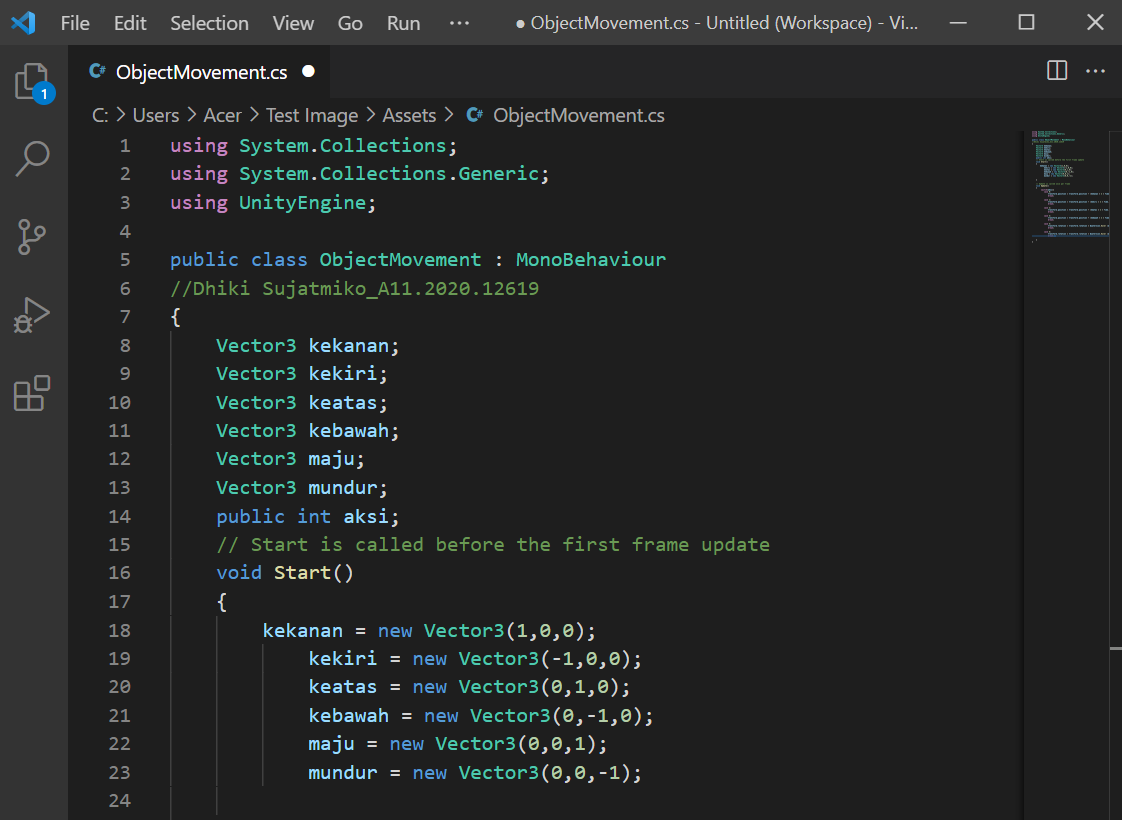 File Edit Selection View Go Run ··· ● ObjectMovement.cs - Untitled (Workspace) - Vi...
C# ObjectMovement.cs ●
1
C: > Users > Acer > Test Image > Assets > C# ObjectMovement.cs
1 using System.Collections;
2 using System.Collections.Generic;
3 using UnityEngine;
4
5 public class ObjectMovement : MonoBehaviour
6 //Dhiki Sujatmiko_A11.2020.12619
7 {
8     Vector3 kekanan;
9     Vector3 kekiri;
10     Vector3 keatas;
11     Vector3 kebawah;
12     Vector3 maju;
13     Vector3 mundur;
14     public int aksi;
15     // Start is called before the first frame update
16     void Start()
17     {
18         kekanan = new Vector3(1,0,0);
19             kekiri = new Vector3(-1,0,0);
20             keatas = new Vector3(0,1,0);
21             kebawah = new Vector3(0,-1,0);
22             maju = new Vector3(0,0,1);
23             mundur = new Vector3(0,0,-1);
24